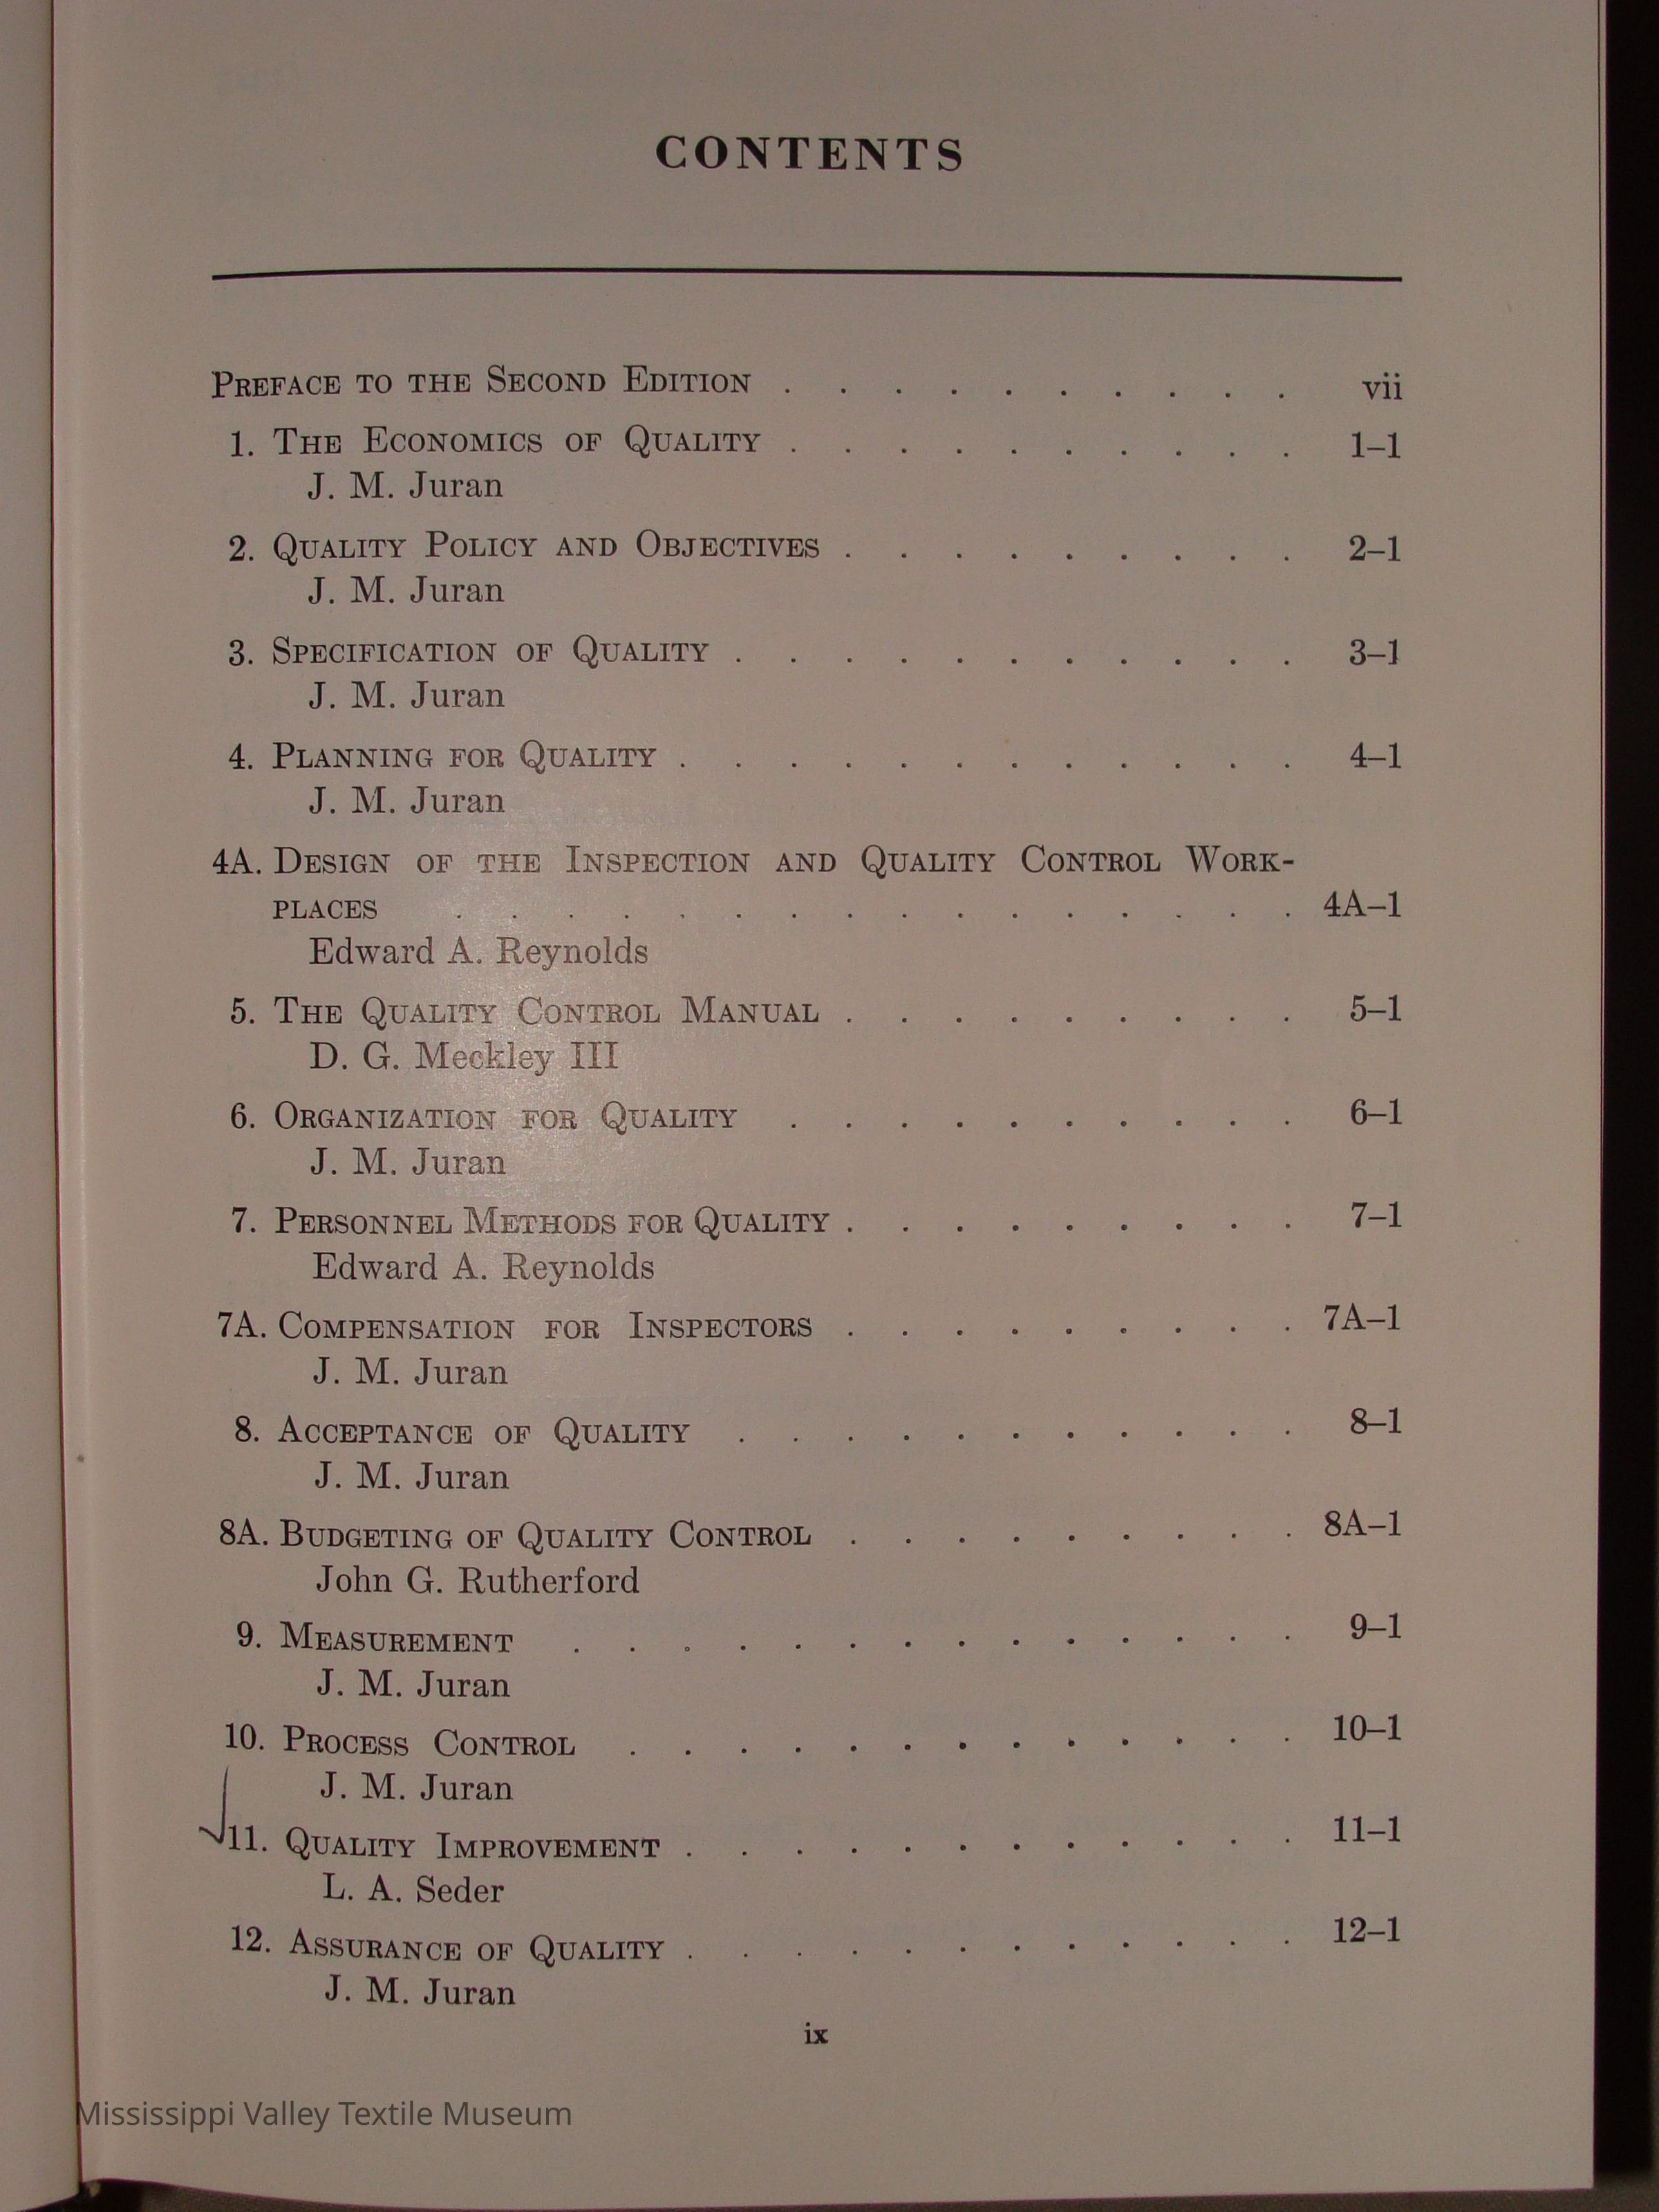 CONTENTS
PREFACE TO THE SECOND EDITION . . . . . . . . . . vii
1. THE ECONOMICS OF QUALITY . . . . . . . . . . 1–1
J. M. Juran
2. QUALITY POLICY AND OBJECTIVES . . . . . . . . . 2–1
J. M. Juran
3. SPECIFICATION OF QUALITY . . . . . . . . . . . 3–1
J. M. Juran
4. PLANNING FOR QUALITY . . . . . . . . . . . . 4–1
J. M. Juran
4A. DESIGN OF THE INSPECTION AND QUALITY CONTROL WORK-
PLACES . . . . . . . . . . . . . . . . 4A–1
Edward A. Reynolds
5. THE QUALITY CONTROL MANUAL . . . . . . . . . 5–1
D. G. Meckley III
6. ORGANIZATION FOR QUALITY . . . . . . . . . . 6–1
J. M. Juran
7. PERSONNEL METHODS FOR QUALITY . . . . . . . . . 7–1
Edward A. Reynolds
7A. COMPENSATION FOR INSPECTORS . . . . . . . . . 7A–1
J. M. Juran
8. ACCEPTANCE OF QUALITY . . . . . . . . . . . 8–1
J. M. Juran
8A. BUDGETING OF QUALITY CONTROL . . . . . . . . . 8A–1
John G. Rutherford
9. MEASUREMENT . . . . . . . . . . . . . . 9–1
J. M. Juran
10. PROCESS CONTROL . . . . . . . . . . . . . 10–1
J. M. Juran
11. QUALITY IMPROVEMENT . . . . . . . . . . . . 11–1
L. A. Seder
12. ASSURANCE OF QUALITY . . . . . . . . . . . . 12–1
J. M. Juran
ix
Mississippi Valley Textile Museum